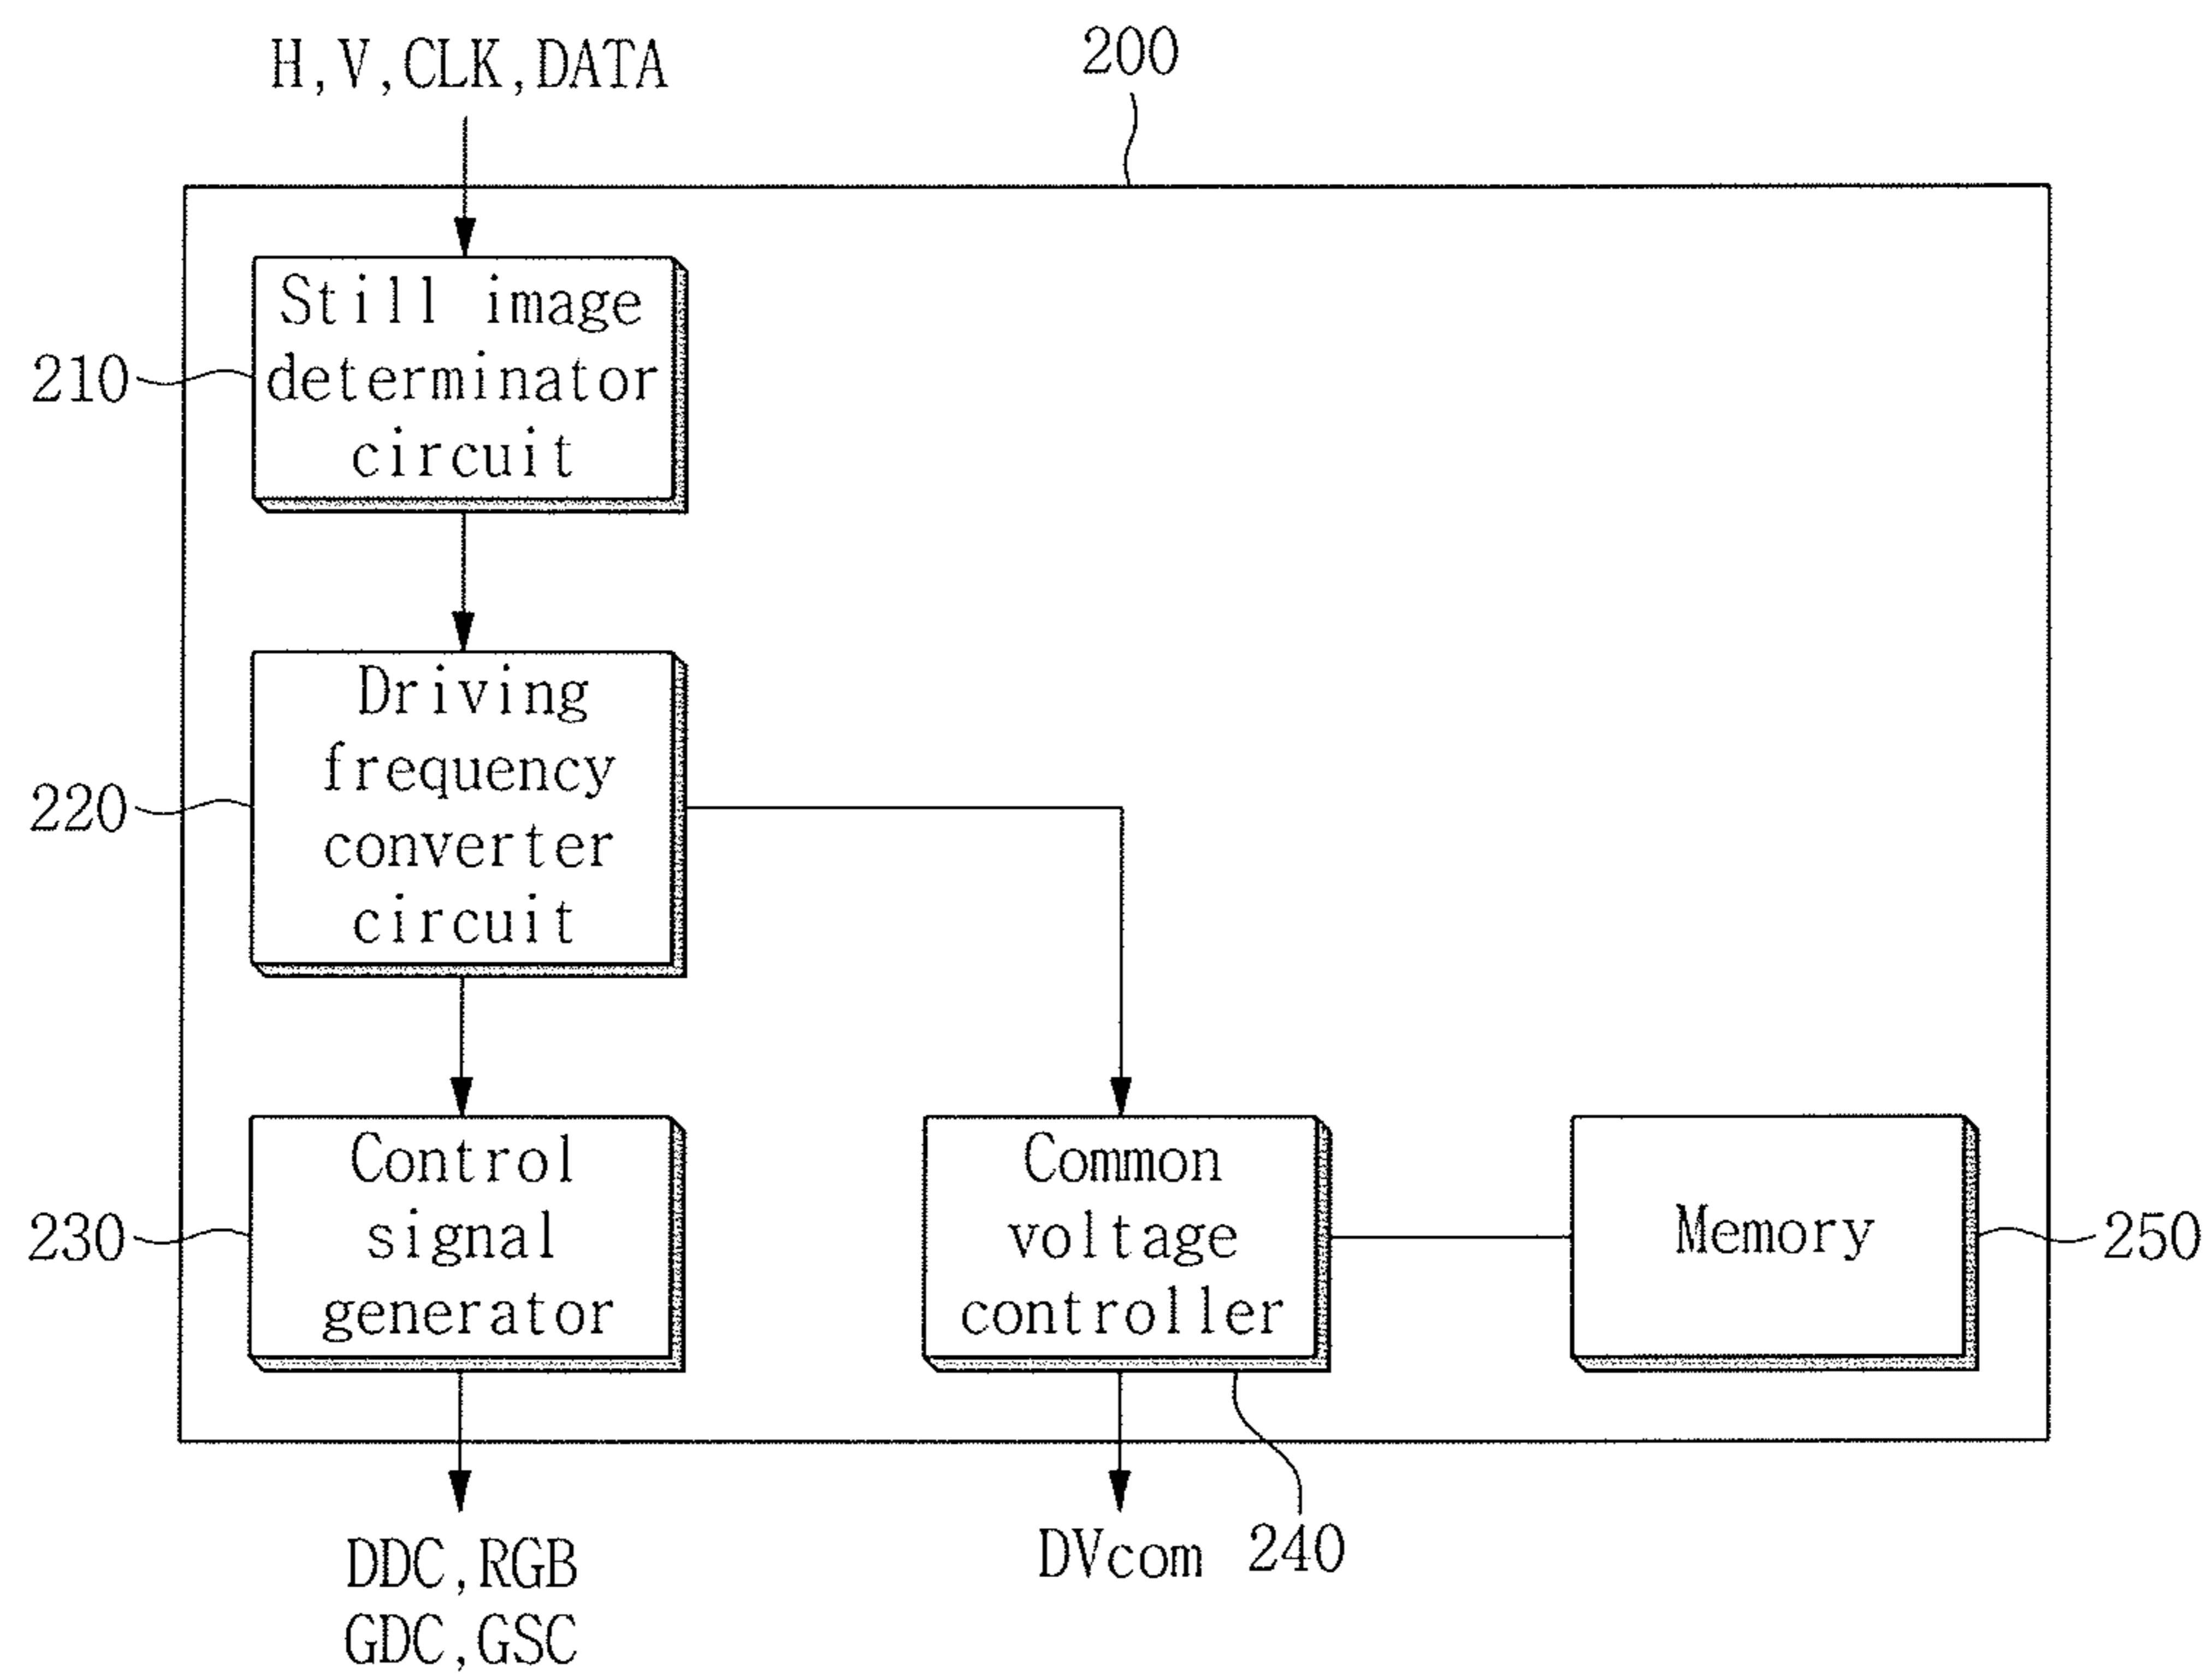 H,V,CLK,DATA
200
Still image
determinator
circuit
210
Driving
frequency
converter
circuit
220
Control
signal
generator
230
Common
voltage
controller
Memory
250
DDC,RGB
GDC,GSC
DVcom
240